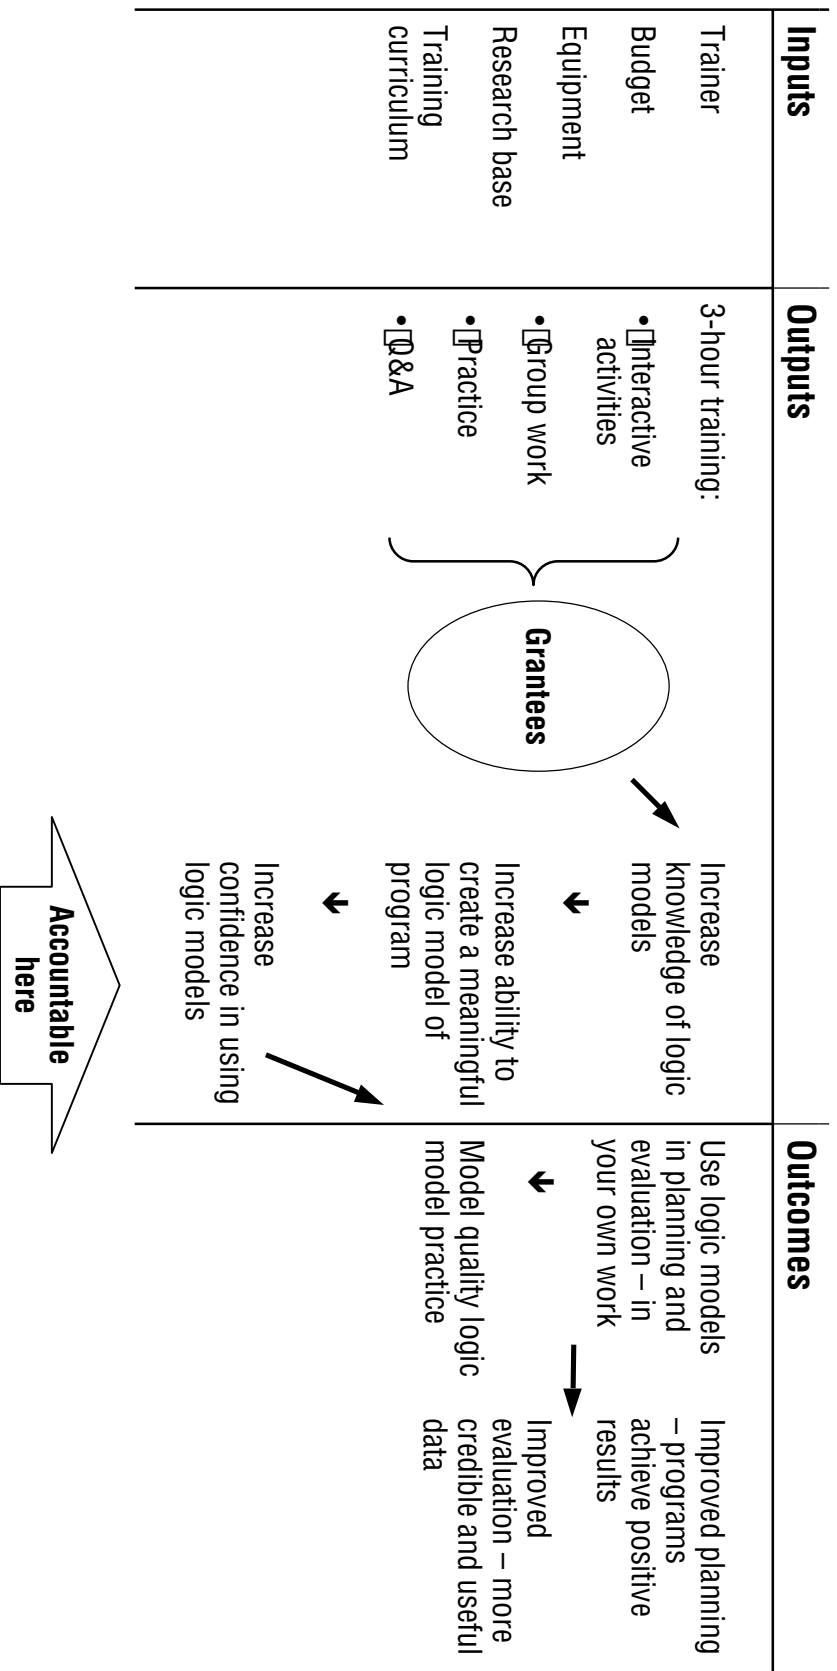 Inputs
Trainer
Budget
Equipment
Research base
Training
curriculum
Outputs
3-hour training:
• Interactive
activities
• Group work
• Practice
• Q&A
Grantees
Increase
knowledge of logic
models
Increase ability to
create a meaningful
logic model of
program
Increase
confidence in using
logic models
Accountable
here
Outcomes
Use logic models
in planning and
evaluation – in
your own work
Model quality logic
model practice
Improved planning
– programs
achieve positive
results
Improved
evaluation – more
credible and useful
data